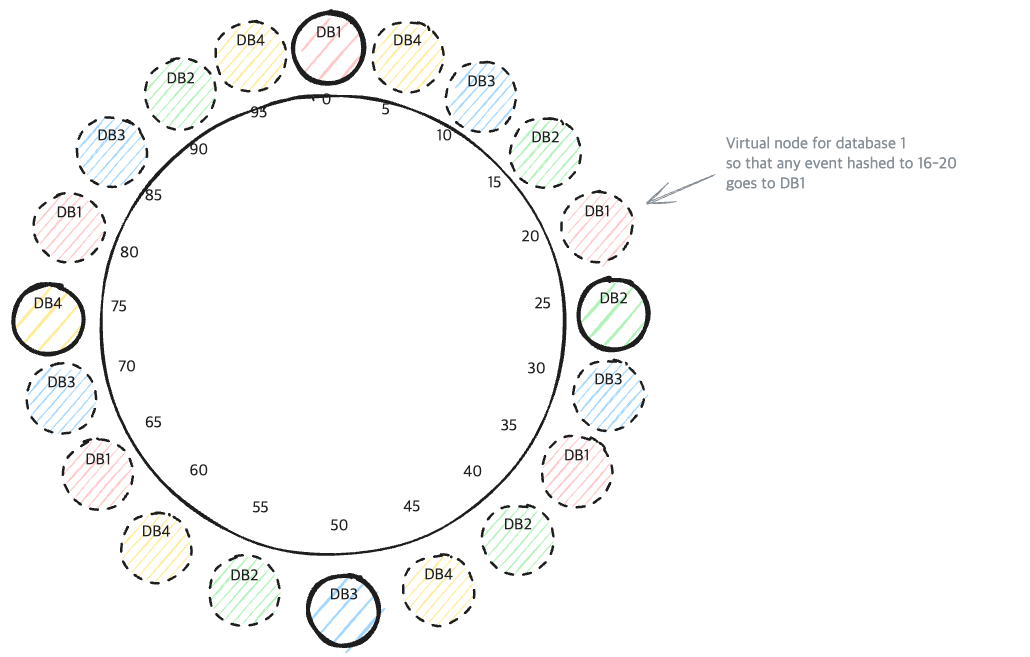 DB4
DB1
DB4
DB2
DB3
DB3
DB2
DB1
DB1
DB4
DB2
DB3
DB3
DB1
DB1
DB4
DB2
DB2
DB3
DB4
0
5
10
15
20
25
30
35
40
45
50
55
60
65
70
75
80
85
90
95
Virtual node for database 1
so that any event hashed to 16-20
goes to DB1